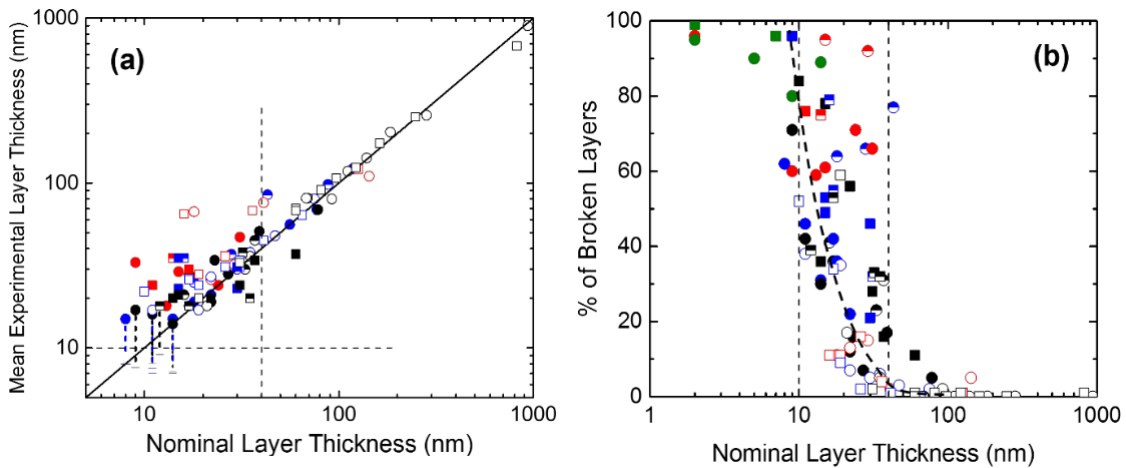 (a)
Mean Experimental Layer Thickness (nm)
1000
100
10
10
100
1000
Nominal Layer Thickness (nm)
(b)
% of Broken Layers
100
80
60
40
20
0
1
10
100
1000
Nominal Layer Thickness (nm)